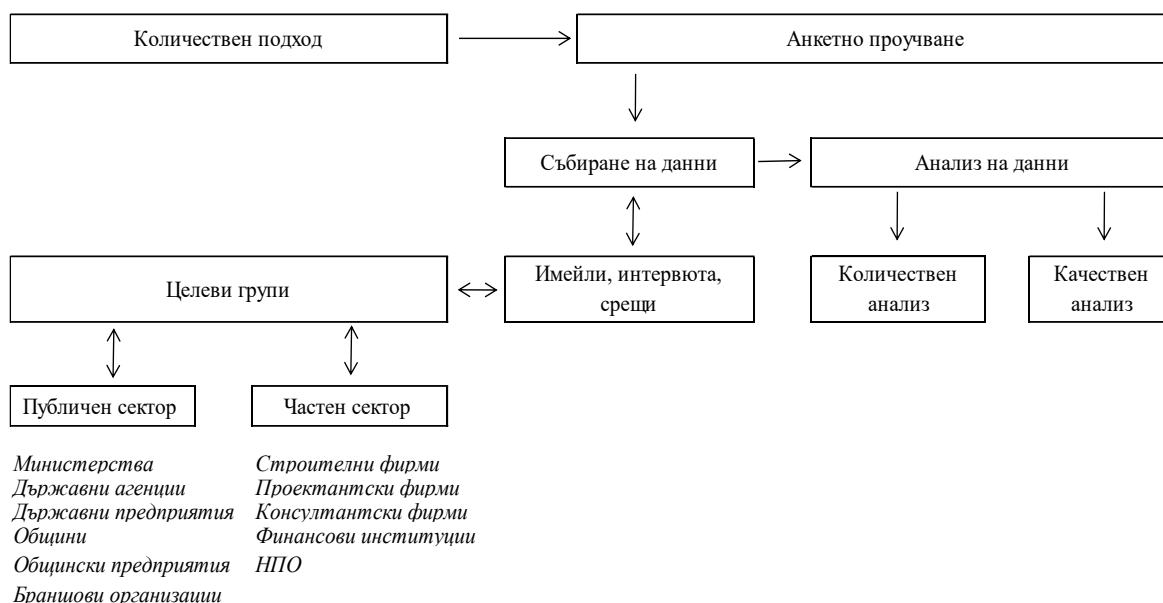 Количествен подход
Анкетно проучване
Събиране на данни
Анализ на данни
Целеви групи
Имейли, интервюта,
срещи
Количествен
анализ
Качествен
анализ
Публичен сектор
Частен сектор
Министерства
Държавни агенции
Държавни предприятия
Общини
Общински предприятия
Браншови организации
Строителни фирми
Проектантски фирми
Консултантски фирми
Финансови институции
НПО